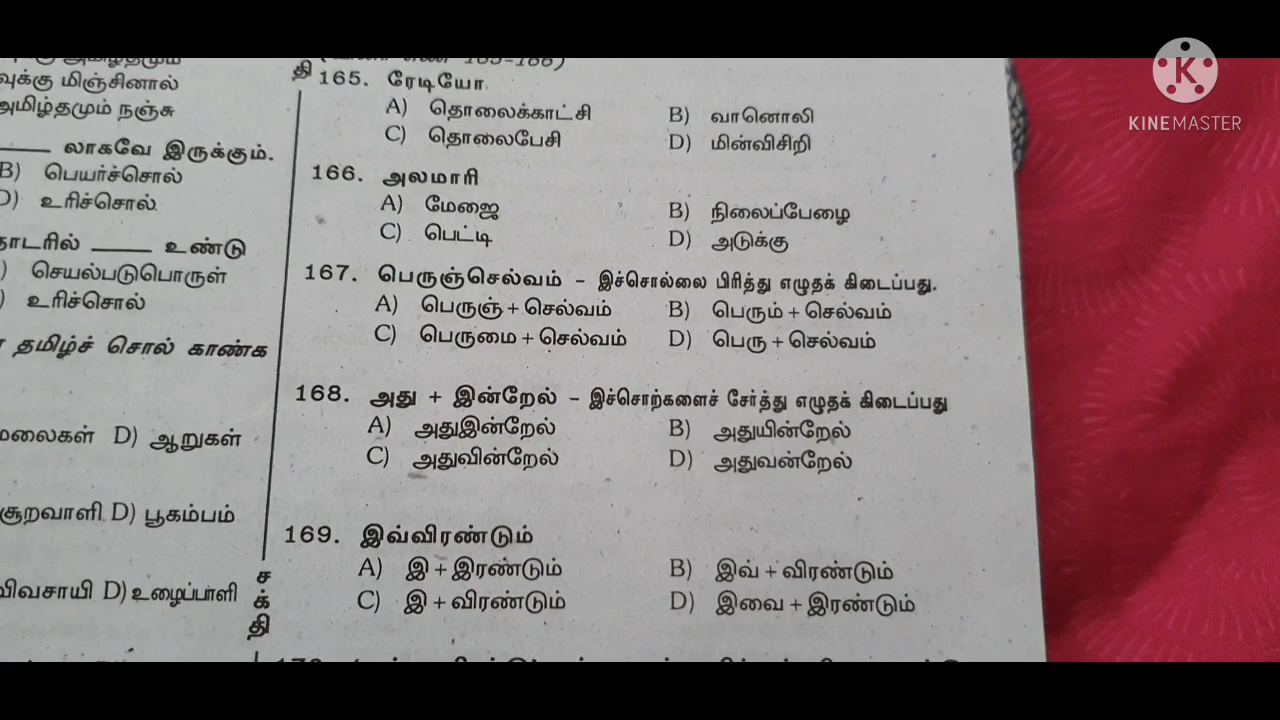 வுக்கு மிஞ்சினால்
அமிழ்தமும் நஞ்சு
லாகவே இருக்கும்.
B) பெயர்ச்சொல்
D) உரிச்சொல்.
உண்டு
) செயல்படுபொருள்
) உரிச்சொல்
தமிழ்ச் சொல் காண்க
D) ஆறுகள்
சூறவாளி D) பூகம்பம்
விவசாயி D) உழைப்பாளி
சக்தி
தி
165. ரேடியோ
A) தொலைக்காட்சி B) வானொலி
C) தொலைபேசி D) மின்விசிறி
166. அலமாரி
A) மேஜை B) நிலைப்பேழை
C) பெட்டி D) அடுக்கு
167. பெருஞ்செல்வம் - இச்சொல்லை பிரித்து எழுதக் கிடைப்பது.
A) பெருஞ் + செல்வம் B) பெரும் + செல்வம்
C) பெருமை + செல்வம் D) பெரு + செல்வம்
168. அது + இன்றேல் - இச்சொற்களைச் சேர்த்து எழுதக் கிடைப்பது
A) அதுஇன்றேல் B) அதுயின்றேல்
C) அதுவின்றேல் D) அதுவன்றேல்
169. இவ்விரண்டும்
A) இ + இரண்டும் B) இவ் + விரண்டும்
C) இ + விரண்டும் D) இவை + இரண்டும்
K
KINEMASTER